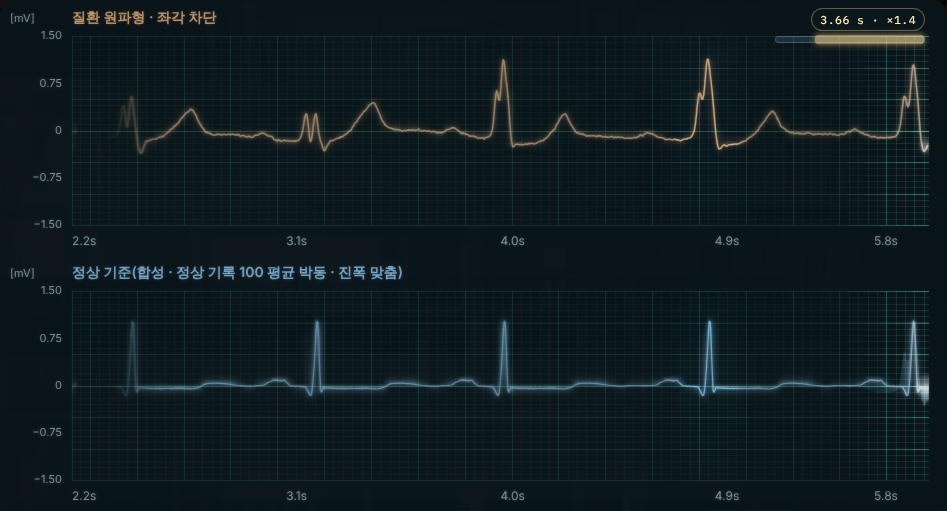 [mV] 질환 원파형 · 좌각 차단
3.66 s · ×1.4
1.50
0.75
0
−0.75
−1.50
2.2s 3.1s 4.0s 4.9s 5.8s
[mV] 정상 기준(합성 · 정상 기록 100 평균 박동 · 진폭 맞춤)
1.50
0.75
0
−0.75
−1.50
2.2s 3.1s 4.0s 4.9s 5.8s